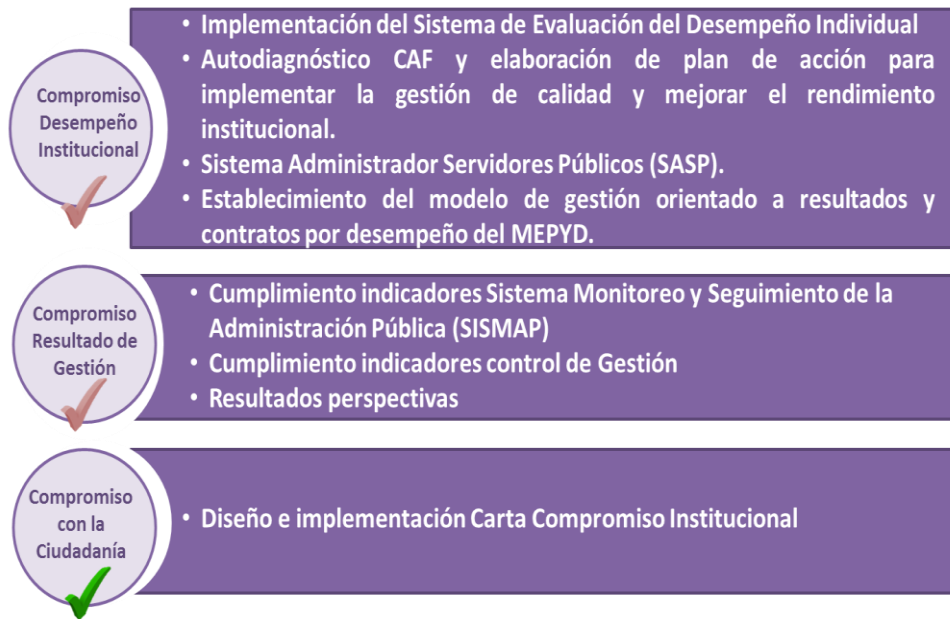 Compromiso
Desempeño
Institucional
• Implementación del Sistema de Evaluación del Desempeño Individual
• Autodiagnóstico CAF y elaboración de plan de acción para
implementar la gestión de calidad y mejorar el rendimiento
institucional.
• Sistema Administrador Servidores Públicos (SASP).
• Establecimiento del modelo de gestión orientado a resultados y
contratos por desempeño del MEPYD.
Compromiso
Resultado de
Gestión
• Cumplimiento indicadores Sistema Monitoreo y Seguimiento de la
Administración Pública (SISMAP)
• Cumplimiento indicadores control de Gestión
• Resultados perspectivas
Compromiso
con la
Ciudadanía
• Diseño e implementación Carta Compromiso Institucional